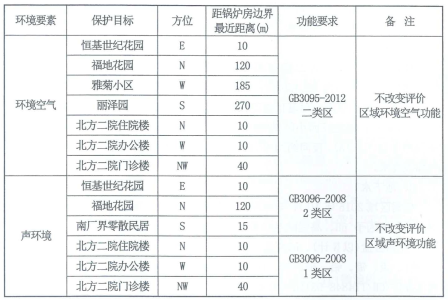 环境要素 保护目标 方位 距锅炉房边界最近距离(m) 功能要求 备 注
环境空气 恒基世纪花园 E 10 GB3095-2012 二类区 不改变评价区域环境空气功能
福地花园 N 120
雅菊小区 W 185
丽泽园 S 270
北方二院住院楼 N 10
北方二院办公楼 W 10
北方二院门诊楼 NW 40
声环境 恒基世纪花园 E 10 GB3096-2008 2 类区 不改变评价区域声环境功能
福地花园 N 120
南厂界零散民居 S 15
北方二院住院楼 N 10 GB3096-2008 1 类区
北方二院办公楼 W 10
北方二院门诊楼 NW 40